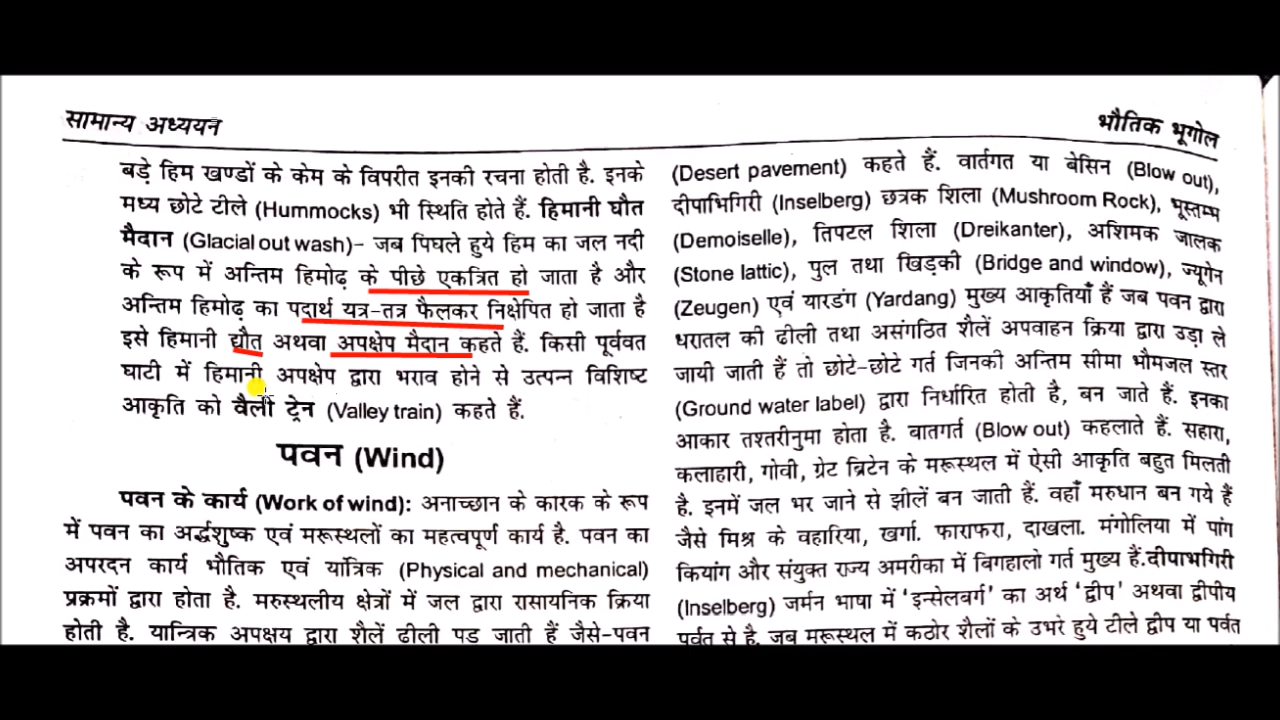 सामान्य अध्ययन
भौतिक भूगोल
बड़े हिम खण्डों के केम के विपरीत इनकी रचना होती है. इनके
मध्य छोटे टीले (Hummocks) भी स्थिति होते हैं. हिमानी घौत
मैदान (Glacial out wash)- जब पिघले हुये हिम का जल नदी
के रूप में अन्तिम हिमोढ़ के पीछे एकत्रित हो जाता है और
अन्तिम हिमोढ़ का पदार्थ यत्र-तत्र फैलकर निक्षेपित हो जाता है
इसे हिमानी द्यौत अथवा अपक्षेप मैदान कहते हैं. किसी पूर्ववत
घाटी में हिमानी अपक्षेप द्वारा भराव होने से उत्पन्न विशिष्ट
आकृति को वैली ट्रेन (Valley train) कहते हैं.
पवन (Wind)
पवन के कार्य (Work of wind): अनाच्छान के कारक के रूप
में पवन का अर्द्धशुष्क एवं मरूस्थलों का महत्वपूर्ण कार्य है. पवन का
अपरदन कार्य भौतिक एवं यांत्रिक (Physical and mechanical)
प्रक्रमों द्वारा होता है. मरुस्थलीय क्षेत्रों में जल द्वारा रासायनिक क्रिया
होती है. यान्त्रिक अपक्षय द्वारा शैलें ढीली पड़ जाती हैं जैसे-पवन
(Desert pavement) कहते हैं. वार्तगत या बेसिन (Blow out),
दीपाभिगिरी (Inselberg) छत्रक शिला (Mushroom Rock), भूस्तम्भ
(Demoiselle), तिपटल शिला (Dreikanter), अशिमक जालक
(Stone lattic), पुल तथा खिड़की (Bridge and window), ज्यूगेन
(Zeugen) एवं यारडंग (Yardang) मुख्य आकृतियाँ हैं जब पवन द्वारा
धरातल की ढीली तथा असंगठित शैलें अपवाहन क्रिया द्वारा उड़ा ले
जायी जाती हैं तो छोटे-छोटे गर्त जिनकी अन्तिम सीमा भौमजल स्तर
(Ground water label) द्वारा निर्धारित होती है, बन जाते हैं. इनका
आकार तश्तरीनुमा होता है. वातगर्त (Blow out) कहलाते हैं. सहारा,
कलाहारी, गोवी, ग्रेट ब्रिटेन के मरूस्थल में ऐसी आकृति बहुत मिलती
है. इनमें जल भर जाने से झीलें बन जाती हैं. वहाँ मरुधान बन गये हैं
जैसे मिश्र के वहारिया, खर्गा. फाराफरा, दाखला. मंगोलिया में पांग
कियांग और संयुक्त राज्य अमरीका में बिगहालो गर्त मुख्य हैं.दीपाभगिरी
(Inselberg) जर्मन भाषा में 'इन्सेलबर्ग' का अर्थ 'द्वीप' अथवा द्वीपीय
पर्वत से है. जब मरूस्थल में कठोर शैलों के उभरे हुये टीले द्वीप या पर्वत